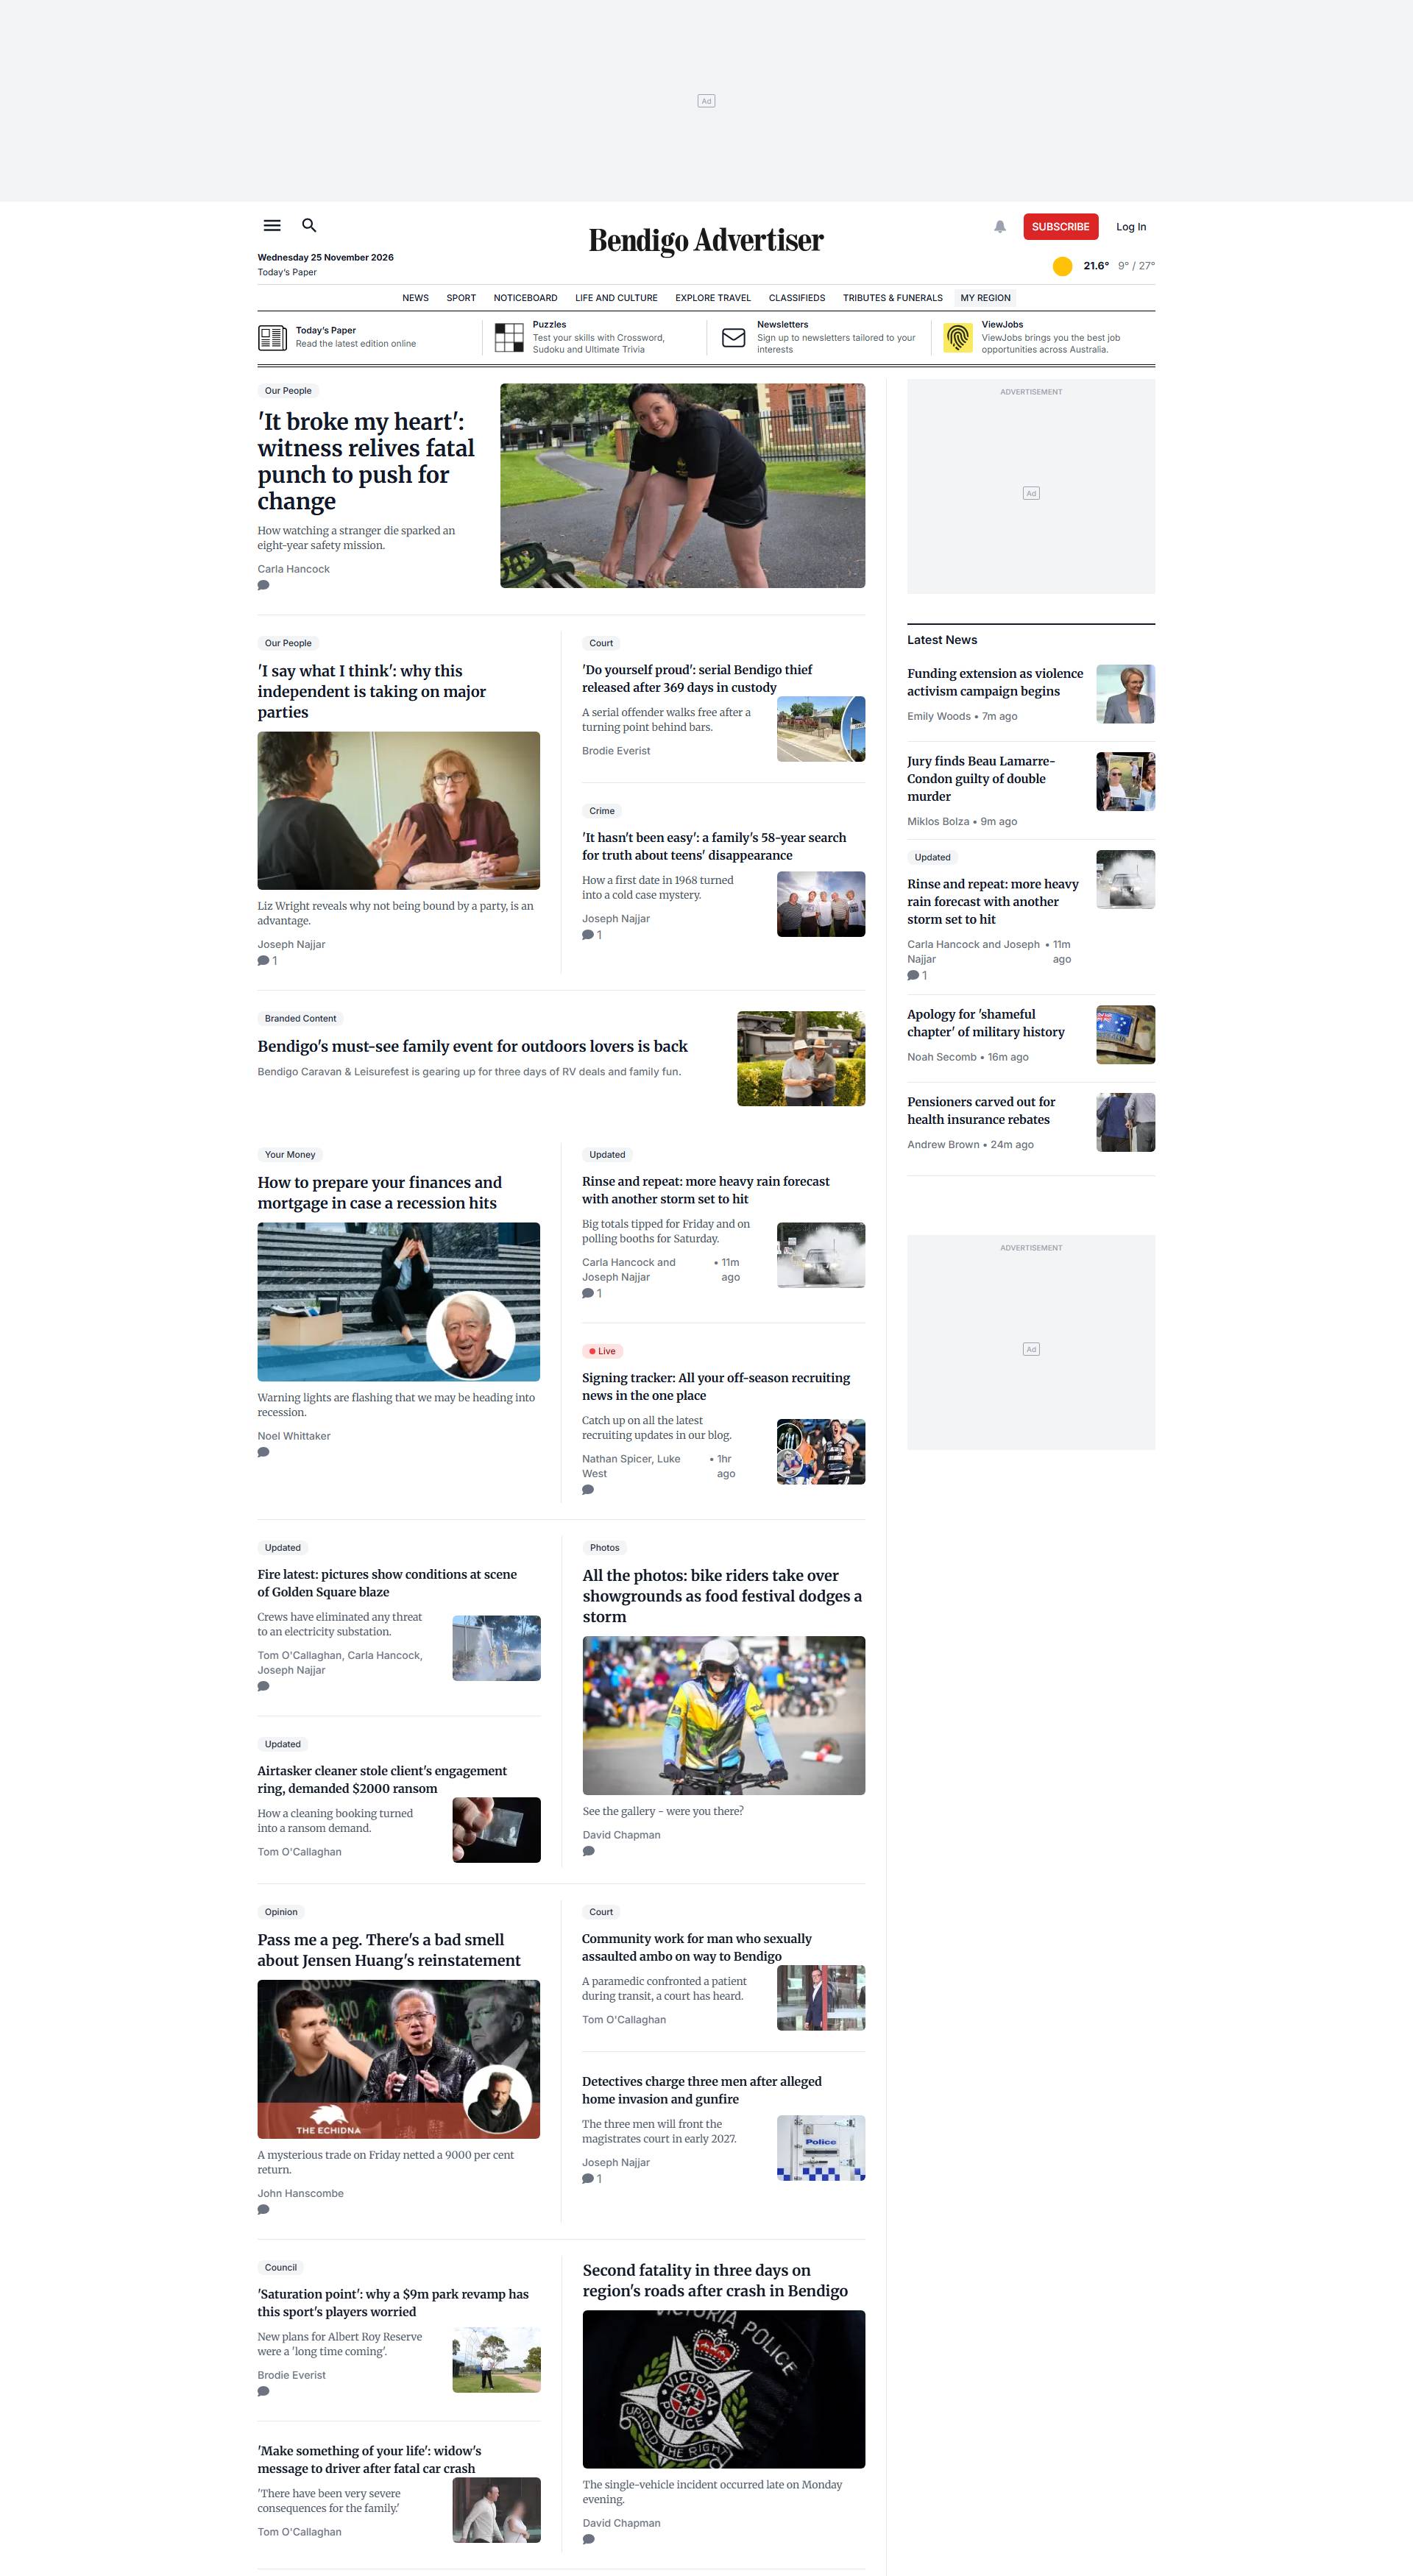 Ad
Bendigo Advertiser
SUBSCRIBE
Log In
Wednesday 25 November 2026
Today's Paper
21.6° 9° / 27°
NEWS SPORT NOTICEBOARD LIFE AND CULTURE EXPLORE TRAVEL CLASSIFIEDS TRIBUTES & FUNERALS MY REGION
Today's Paper
Read the latest edition online
Puzzles
Test your skills with Crossword,
Sudoku and Ultimate Trivia
Newsletters
Sign up to newsletters tailored to your
interests
ViewJobs
ViewJobs brings you the best job
opportunities across Australia.
Our People
'It broke my heart':
witness relives fatal
punch to push for
change
How watching a stranger die sparked an
eight-year safety mission.
Carla Hancock
Our People
'I say what I think': why this
independent is taking on major
parties
Liz Wright reveals why not being bound by a party, is an
advantage.
Joseph Najjar
1
Court
'Do yourself proud': serial Bendigo thief
released after 369 days in custody
A serial offender walks free after a
turning point behind bars.
Brodie Everist
Crime
'It hasn't been easy': a family's 58-year search
for truth about teens' disappearance
How a first date in 1968 turned
into a cold case mystery.
Joseph Najjar
1
Branded Content
Bendigo's must-see family event for outdoors lovers is back
Bendigo Caravan & Leisurefest is gearing up for three days of RV deals and family fun.
Your Money
How to prepare your finances and
mortgage in case a recession hits
Warning lights are flashing that we may be heading into
recession.
Noel Whittaker
Updated
Rinse and repeat: more heavy rain forecast
with another storm set to hit
Big totals tipped for Friday and on
polling booths for Saturday.
Carla Hancock and • 11m
Joseph Najjar ago
1
Live
Signing tracker: All your off-season recruiting
news in the one place
Catch up on all the latest
recruiting updates in our blog.
Nathan Spicer, Luke • 1hr
West ago
Updated
Fire latest: pictures show conditions at scene
of Golden Square blaze
Crews have eliminated any threat
to an electricity substation.
Tom O'Callaghan, Carla Hancock,
Joseph Najjar
Updated
Airtasker cleaner stole client's engagement
ring, demanded $2000 ransom
How a cleaning booking turned
into a ransom demand.
Tom O'Callaghan
Photos
All the photos: bike riders take over
showgrounds as food festival dodges a
storm
See the gallery - were you there?
David Chapman
Opinion
Pass me a peg. There's a bad smell
about Jensen Huang's reinstatement
THE ECHIDNA
A mysterious trade on Friday netted a 9000 per cent
return.
John Hanscombe
Court
Community work for man who sexually
assaulted ambo on way to Bendigo
A paramedic confronted a patient
during transit, a court has heard.
Tom O'Callaghan
Detectives charge three men after alleged
home invasion and gunfire
The three men will front the
magistrates court in early 2027.
Police
Joseph Najjar
1
Council
'Saturation point': why a $9m park revamp has
this sport's players worried
New plans for Albert Roy Reserve
were a 'long time coming'.
Brodie Everist
'Make something of your life': widow's
message to driver after fatal car crash
'There have been very severe
consequences for the family.'
Tom O'Callaghan
Second fatality in three days on
region's roads after crash in Bendigo
VICTORIA POLICE
VICTORIA
POLICE
UPHOLD THE RIGHT
The single-vehicle incident occurred late on Monday
evening.
David Chapman
ADVERTISEMENT
Ad
Latest News
Funding extension as violence
activism campaign begins
Emily Woods • 7m ago
Jury finds Beau Lamarre-
Condon guilty of double
murder
Miklos Bolza • 9m ago
Updated
Rinse and repeat: more heavy
rain forecast with another
storm set to hit
Carla Hancock and Joseph • 11m
Najjar ago
1
Apology for 'shameful
chapter' of military history
Noah Secomb • 16m ago
Pensioners carved out for
health insurance rebates
Andrew Brown • 24m ago
ADVERTISEMENT
Ad